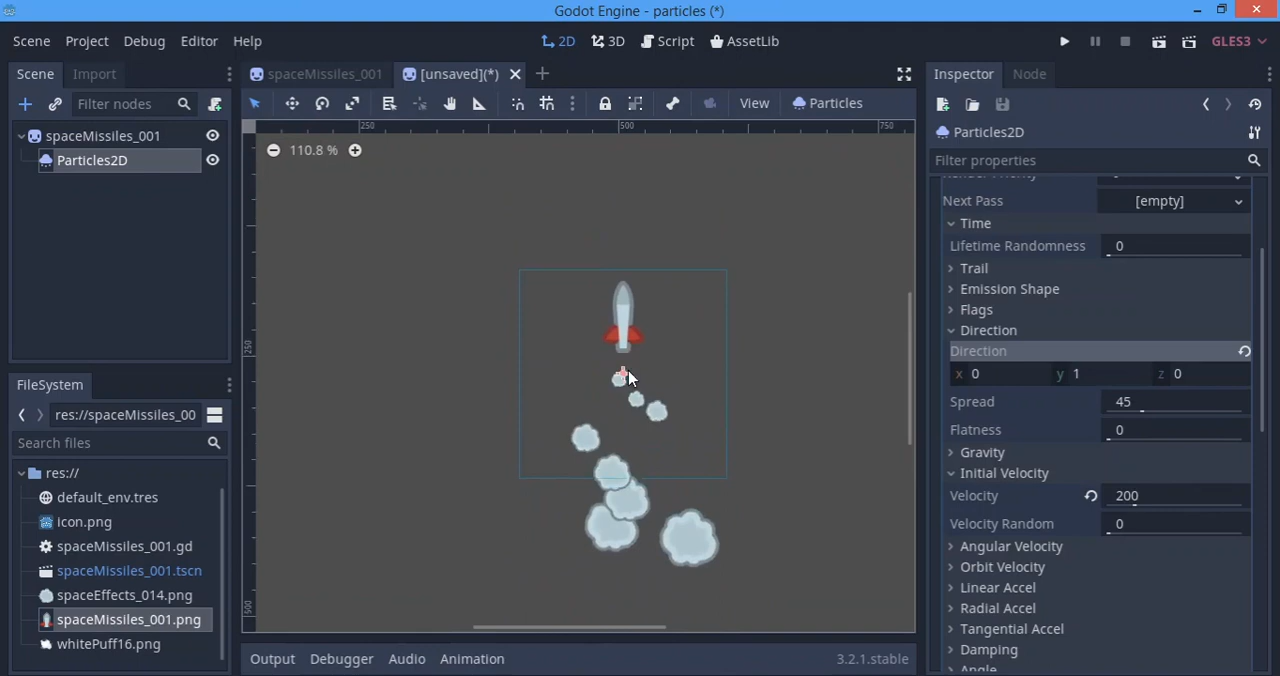 Godot Engine - particles (*)
Scene Project Debug Editor Help
2D 3D Script AssetLib
GLES3
Scene Import
spaceMissiles_001 [unsaved](*)
Inspector Node
Filter nodes
View Particles
spaceMissiles_001
Particles2D
250 500 750
110.8 %
Particles2D
Filter properties
Next Pass [empty]
Time
Lifetime Randomness 0
Trail
Emission Shape
Flags
Direction
Direction
x 0 y 1 z 0
Spread 45
Flatness 0
Gravity
Initial Velocity
Velocity 200
Velocity Random 0
Angular Velocity
Orbit Velocity
Linear Accel
Radial Accel
Tangential Accel
Damping
Angle
250
500
FileSystem
res://spaceMissiles_00
Search files
res://
default_env.tres
icon.png
spaceMissiles_001.gd
spaceMissiles_001.tscn
spaceEffects_014.png
spaceMissiles_001.png
whitePuff16.png
Output Debugger Audio Animation
3.2.1.stable